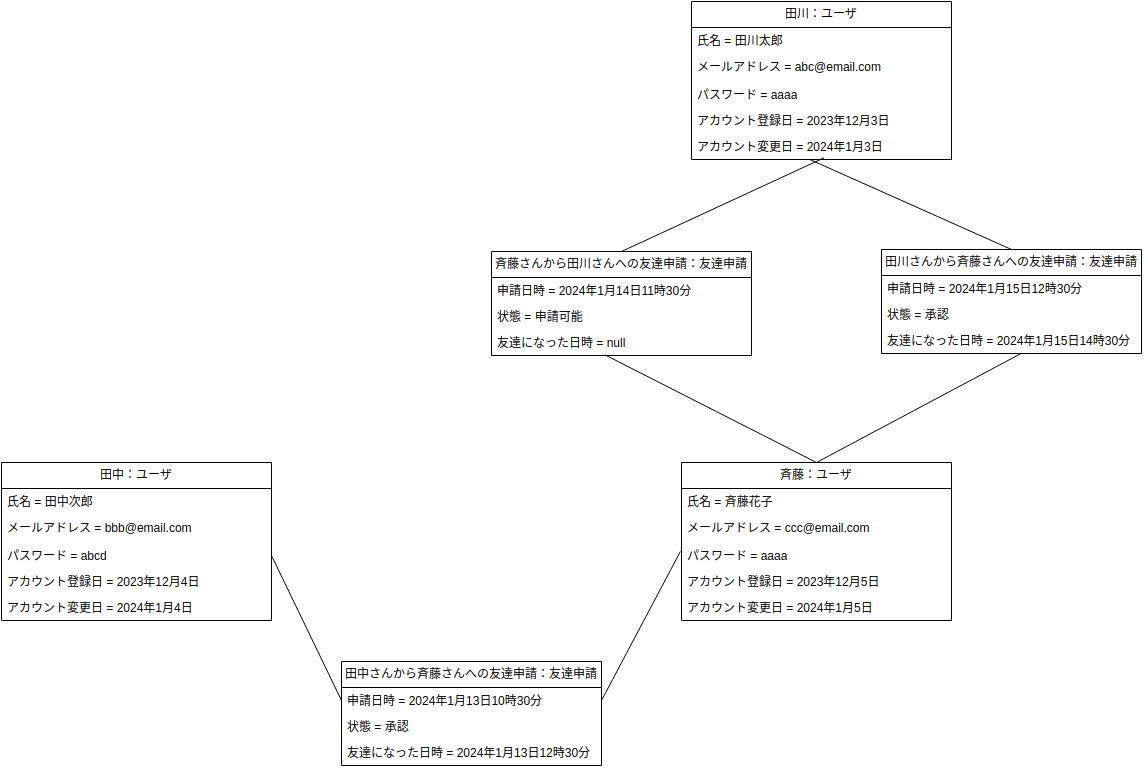 田川：ユーザ
氏名 = 田川太郎
メールアドレス = abc@email.com
パスワード = aaaa
アカウント登録日 = 2023年12月3日
アカウント変更日 = 2024年1月3日
斉藤さんから田川さんへの友達申請：友達申請
申請日時 = 2024年1月14日11時30分
状態 = 申請可能
友達になった日時 = null
田川さんから斉藤さんへの友達申請：友達申請
申請日時 = 2024年1月15日12時30分
状態 = 承認
友達になった日時 = 2024年1月15日14時30分
田中：ユーザ
氏名 = 田中次郎
メールアドレス = bbb@email.com
パスワード = abcd
アカウント登録日 = 2023年12月4日
アカウント変更日 = 2024年1月4日
斉藤：ユーザ
氏名 = 斉藤花子
メールアドレス = ccc@email.com
パスワード = aaaa
アカウント登録日 = 2023年12月5日
アカウント変更日 = 2024年1月5日
田中さんから斉藤さんへの友達申請：友達申請
申請日時 = 2024年1月13日10時30分
状態 = 承認
友達になった日時 = 2024年1月13日12時30分